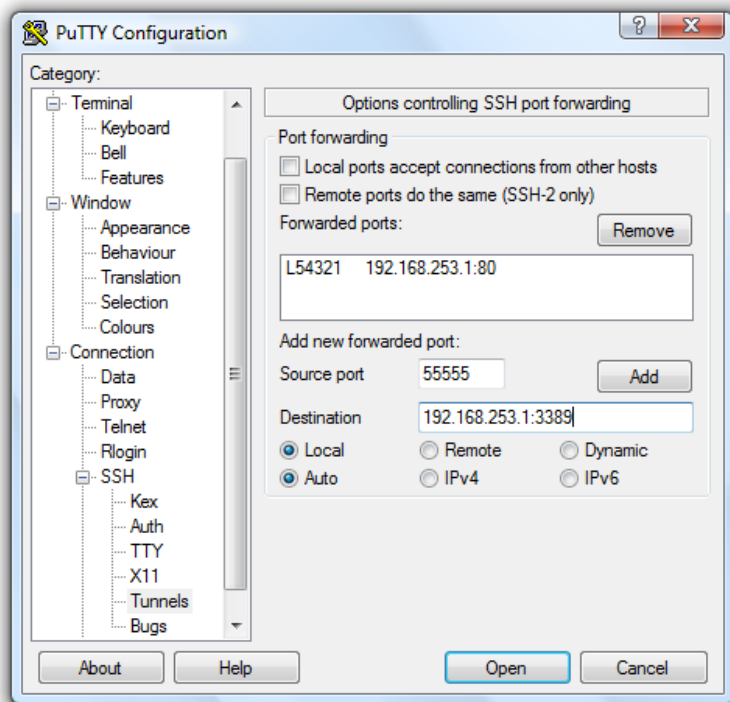 PuTTY Configuration
?
X
Category:
Terminal
Keyboard
Bell
Features
Window
Appearance
Behaviour
Translation
Selection
Colours
Connection
Data
Proxy
Telnet
Rlogin
SSH
Kex
Auth
TTY
X11
Tunnels
Bugs
Options controlling SSH port forwarding
Port forwarding
Local ports accept connections from other hosts
Remote ports do the same (SSH-2 only)
Forwarded ports:
Remove
L54321 192.168.253.1:80
Add new forwarded port:
Source port 55555 Add
Destination 192.168.253.1:3389
Local Remote Dynamic
Auto IPv4 IPv6
About Help Open Cancel